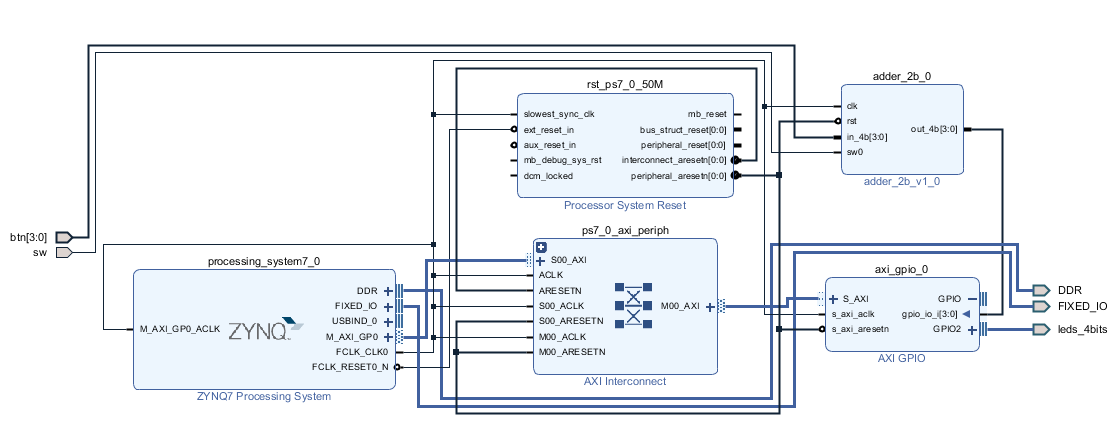 rst_ps7_0_50M
slowest_sync_clk
ext_reset_in
aux_reset_in
mb_debug_sys_rst
dcm_locked
mb_reset
bus_struct_reset[0:0]
peripheral_reset[0:0]
interconnect_aresetn[0:0]
peripheral_aresetn[0:0]
Processor System Reset
adder_2b_0
clk
rst
in_4b[3:0]
sw0
out_4b[3:0]
adder_2b_v1_0
btn[3:0]
sw
processing_system7_0
M_AXI_GP0_ACLK
ZYNQ
DDR
FIXED_IO
USBIND_0
M_AXI_GP0
FCLK_CLK0
FCLK_RESET0_N
ZYNQ7 Processing System
ps7_0_axi_periph
S00_AXI
ACLK
ARESETN
S00_ACLK
S00_ARESETN
M00_ACLK
M00_ARESETN
M00_AXI
AXI Interconnect
axi_gpio_0
S_AXI
s_axi_aclk
s_axi_aresetn
GPIO
gpio_io_i[3:0]
GPIO2
AXI GPIO
DDR
FIXED_IO
leds_4bits